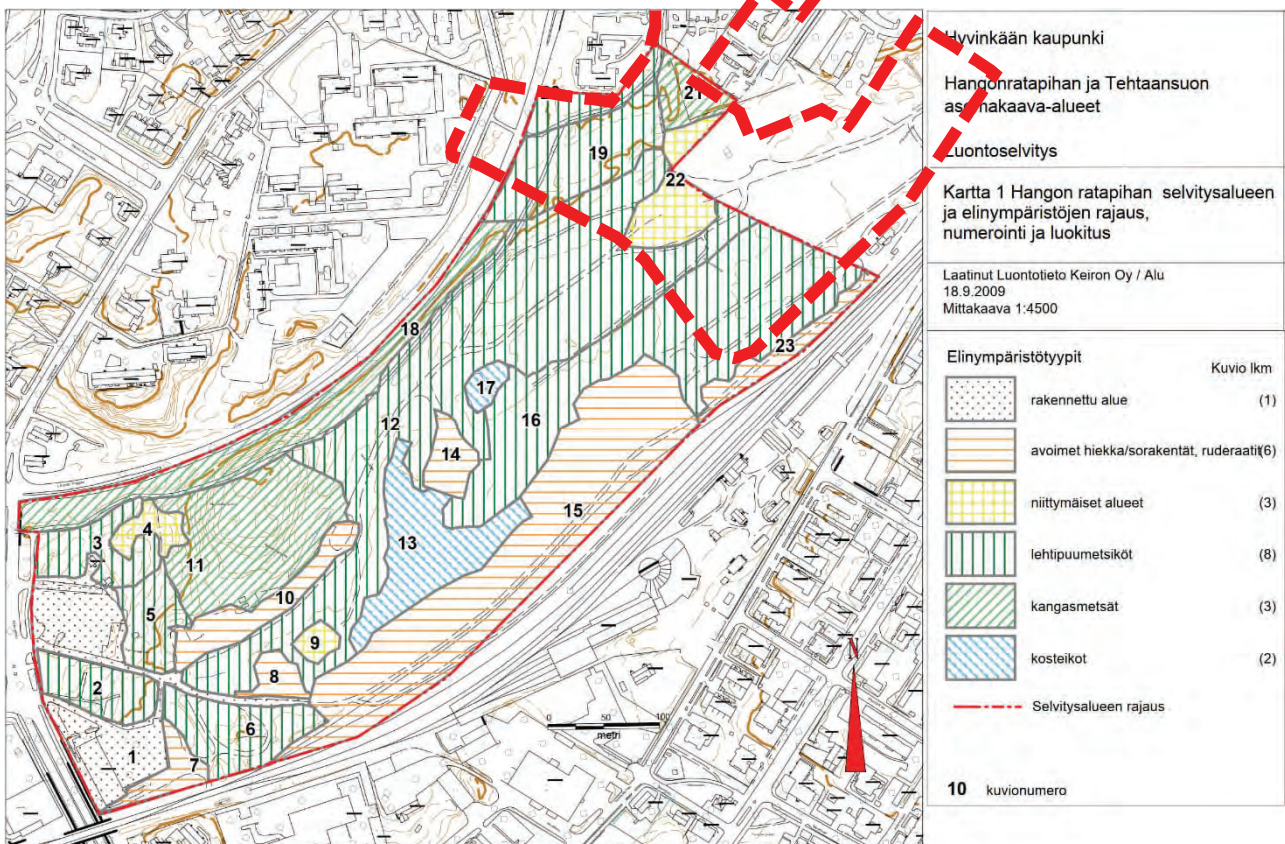 Hyvinkään kaupunki
Hangonratapihan ja Tehtaansuon
asemakaava-alueet
Luontoselvitys
Kartta 1 Hangon ratapihan selvitysalueen
ja elinympäristöjen rajaus,
numerointi ja luokitus
Laatinut Luontotieto Keiron Oy / Alu
18.9.2009
Mittakaava 1:4500
Elinympäristötyypit
Kuvio lkm
rakennettu alue (1)
avoimet hiekka/sorakentät, ruderaatit(6)
niittymäiset alueet (3)
lehtipuumetsiköt (8)
kangasmetsät (3)
kosteikot (2)
Selvitysalueen rajaus
10 kuvionumero
21
19
22
18
23
17
16
12
14
15
13
4
3
11
10
5
9
8
2
6
1
7
0 50 100
metri